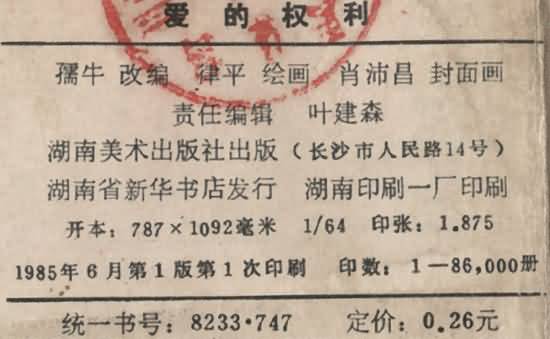 爱的权利
孺牛 改编 律平 绘画 肖沛昌 封面画
责任编辑 叶建森
湖南美术出版社出版（长沙市人民路14号）
湖南省新华书店发行 湖南印刷一厂印刷
开本：787×1092毫米 1/64 印张：1.875
1985年6月第1版第1次印刷 印数：1—86,000册
统一书号：8233·747 定价：0.26元